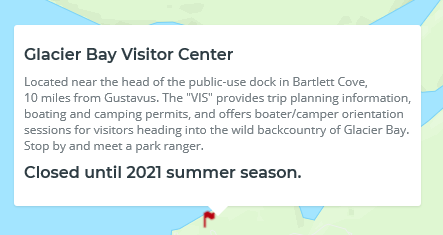 Glacier Bay Visitor Center
Located near the head of the public-use dock in Bartlett Cove,
10 miles from Gustavus. The "VIS" provides trip planning information,
boating and camping permits, and offers boater/camper orientation
sessions for visitors heading into the wild backcountry of Glacier Bay.
Stop by and meet a park ranger.
Closed until 2021 summer season.